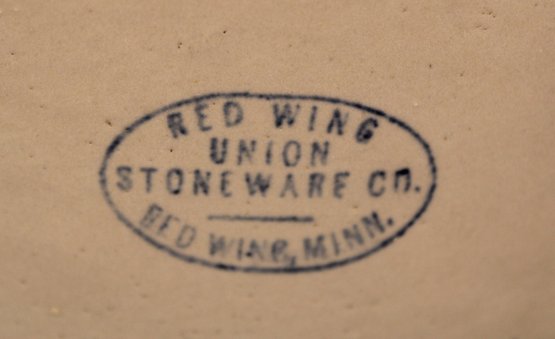 RED WING
UNION
STONEWARE CO.
RED WING, MINN.